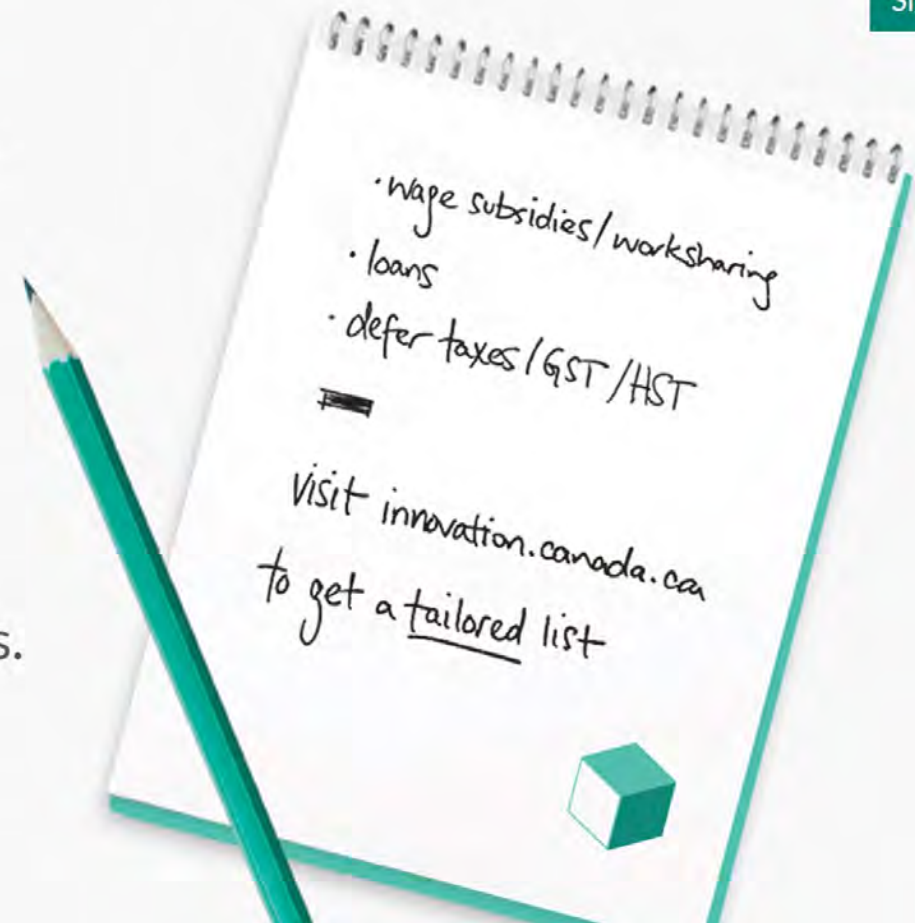 · wage subsidies/worksharing
· loans
· defer taxes/GST/HST
visit innovation.canada.ca
to get a tailored list